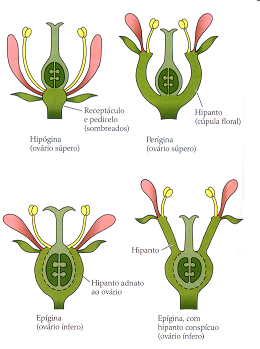 Receptáculo
e pedicelo
(sombreados)
Hipógina
(ovário súpero)
Hipanto
(cúpula floral)
Perígina
(ovário súpero)
Hipanto
Hipanto adnato
ao ovário
Epígina
(ovário ínfero)
Epígina, com
hipanto conspícuo
(ovário ínfero)